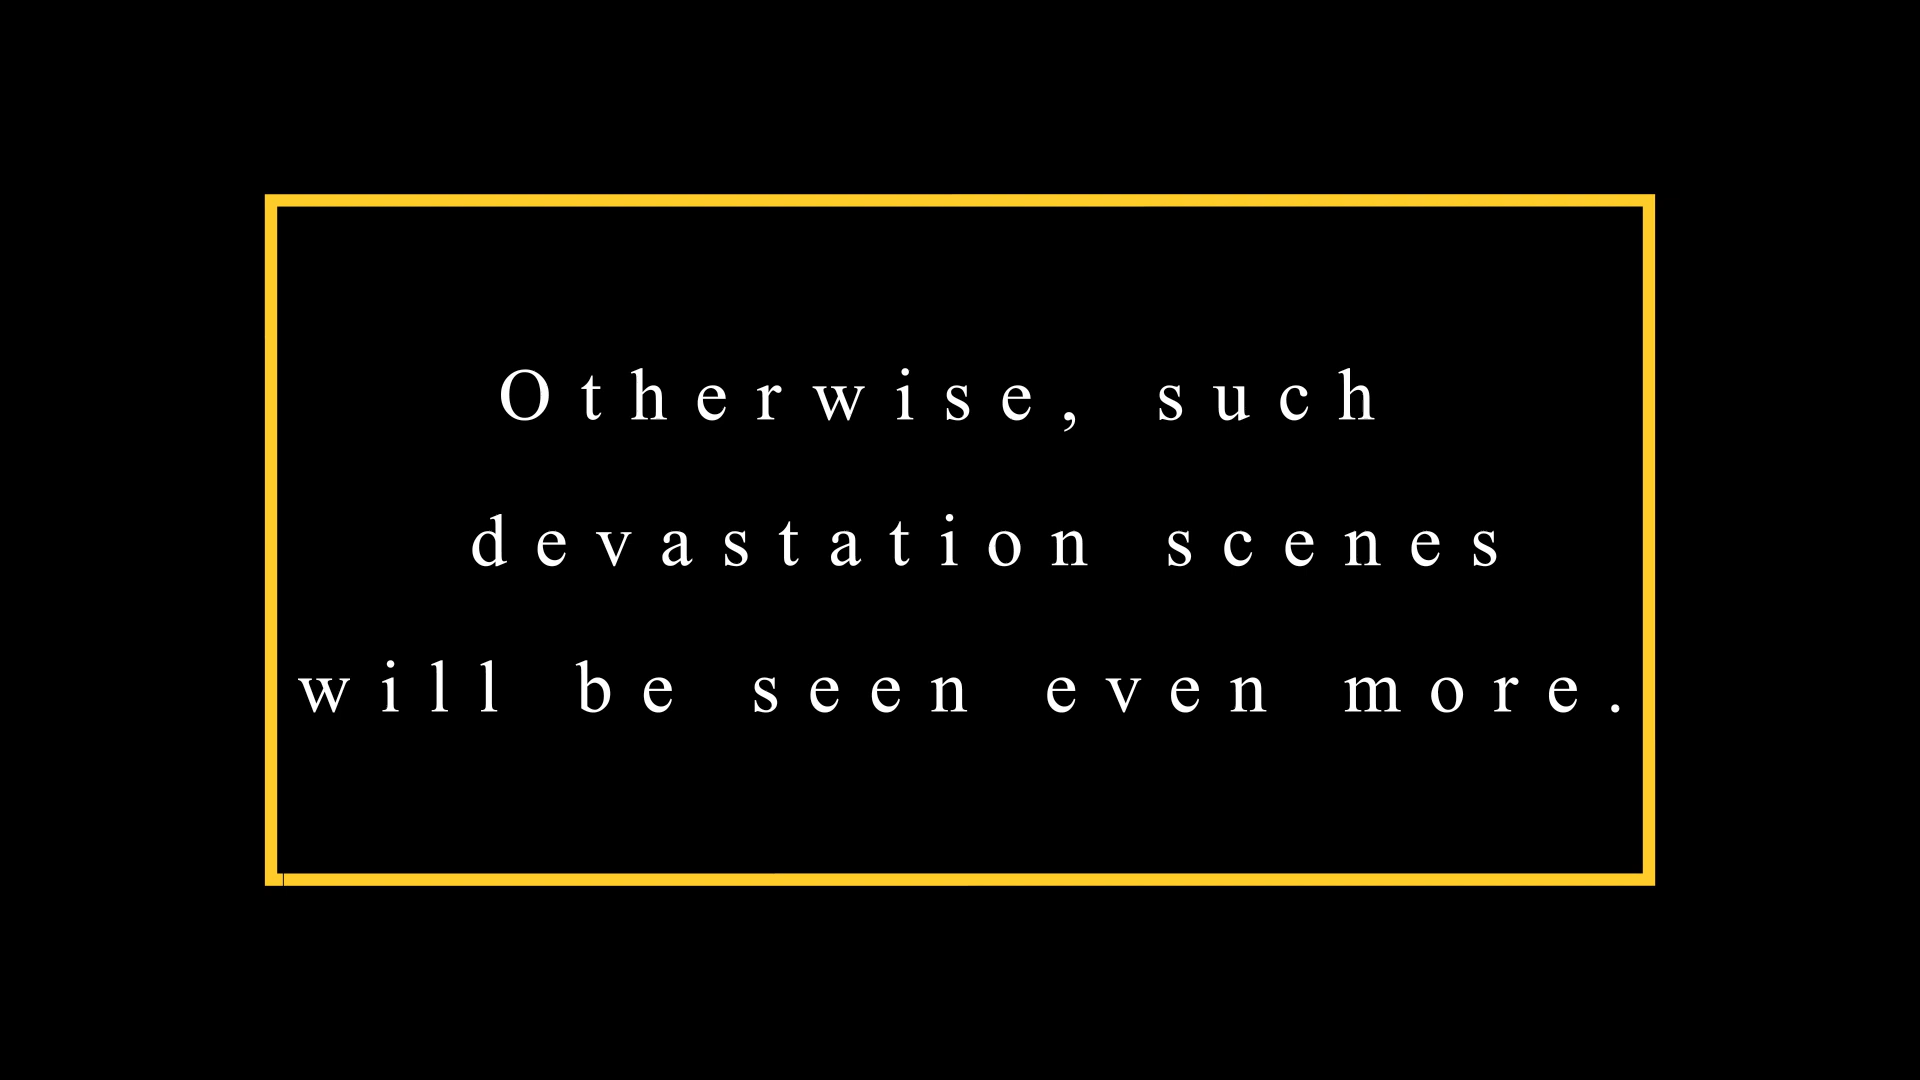 Otherwise, such
devastation scenes
will be seen even more.